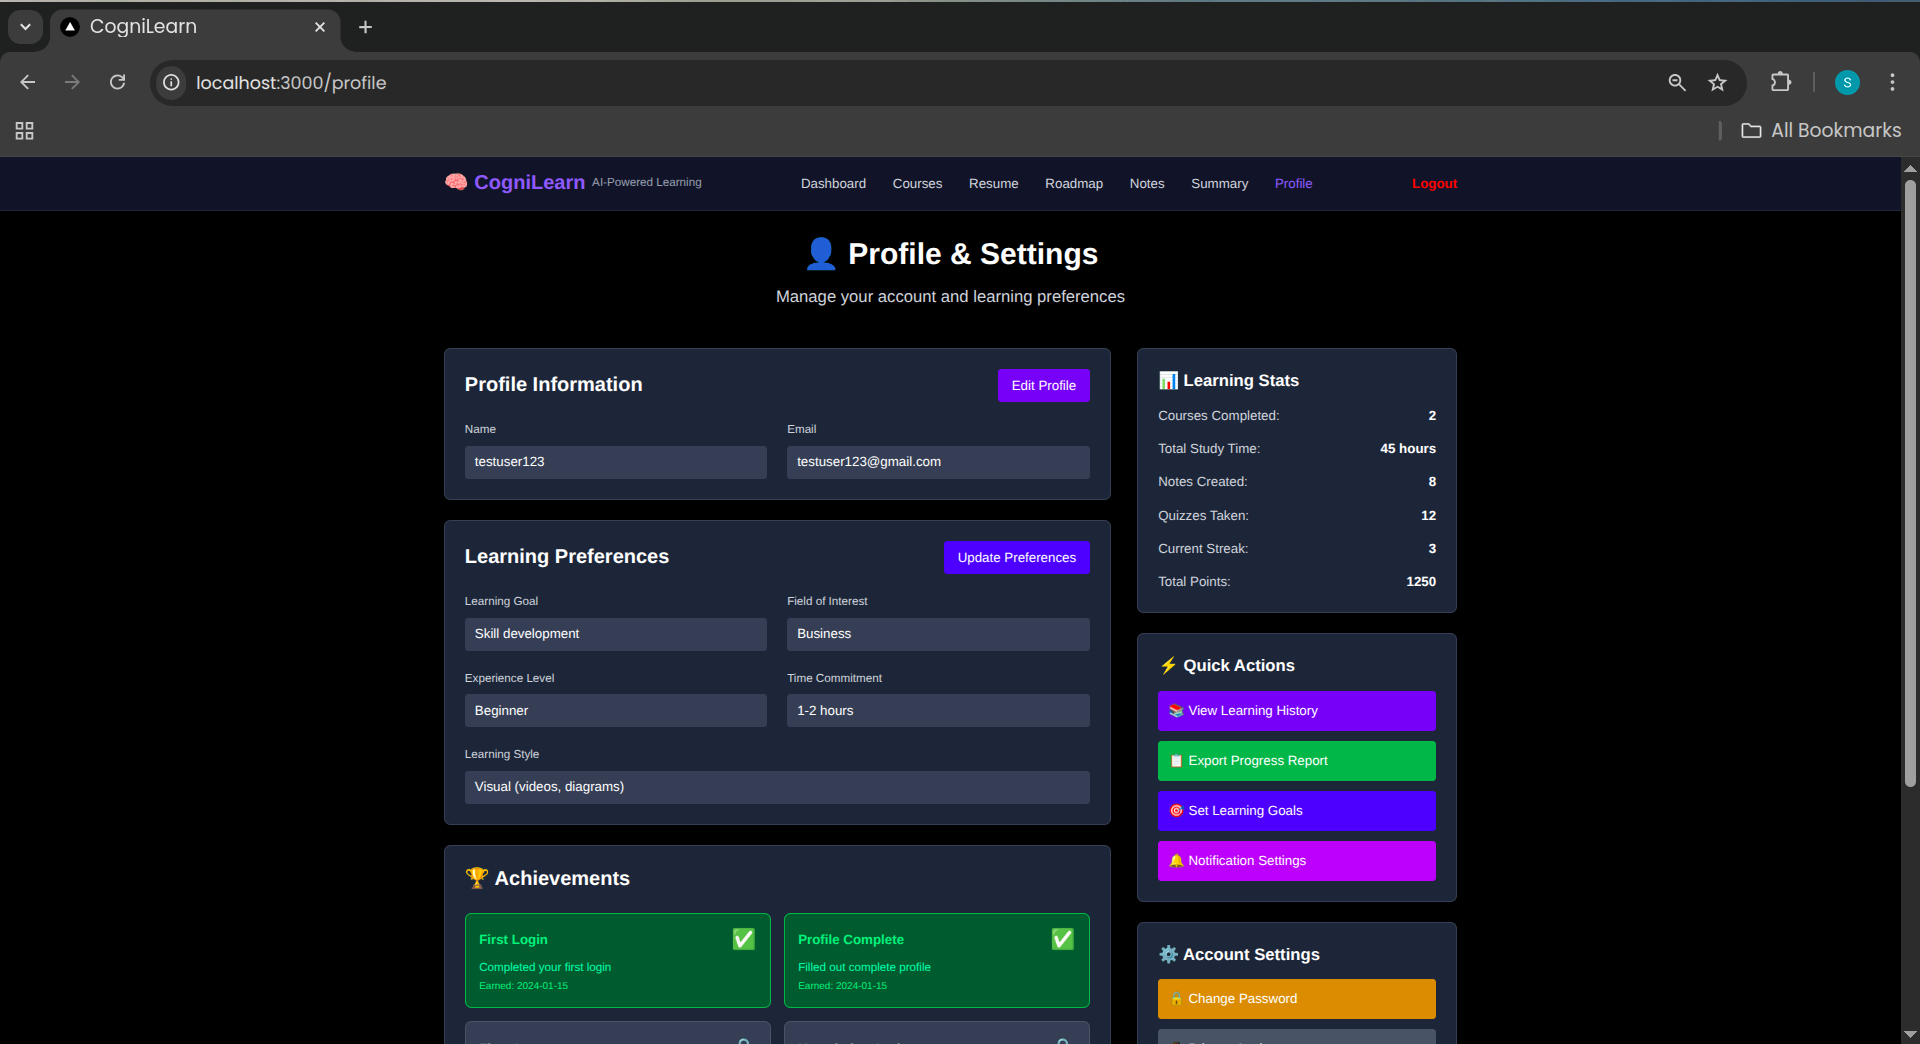 CogniLearn
localhost:3000/profile
S
All Bookmarks
CogniLearn AI-Powered Learning
Dashboard Courses Resume Roadmap Notes Summary Profile Logout
Profile & Settings
Manage your account and learning preferences
Profile Information
Edit Profile
Name Email
testuser123 testuser123@gmail.com
Learning Preferences
Update Preferences
Learning Goal Field of Interest
Skill development Business
Experience Level Time Commitment
Beginner 1-2 hours
Learning Style
Visual (videos, diagrams)
Achievements
First Login
Completed your first login
Earned: 2024-01-15
Profile Complete
Filled out complete profile
Earned: 2024-01-15
Learning Stats
Courses Completed: 2
Total Study Time: 45 hours
Notes Created: 8
Quizzes Taken: 12
Current Streak: 3
Total Points: 1250
Quick Actions
View Learning History
Export Progress Report
Set Learning Goals
Notification Settings
Account Settings
Change Password